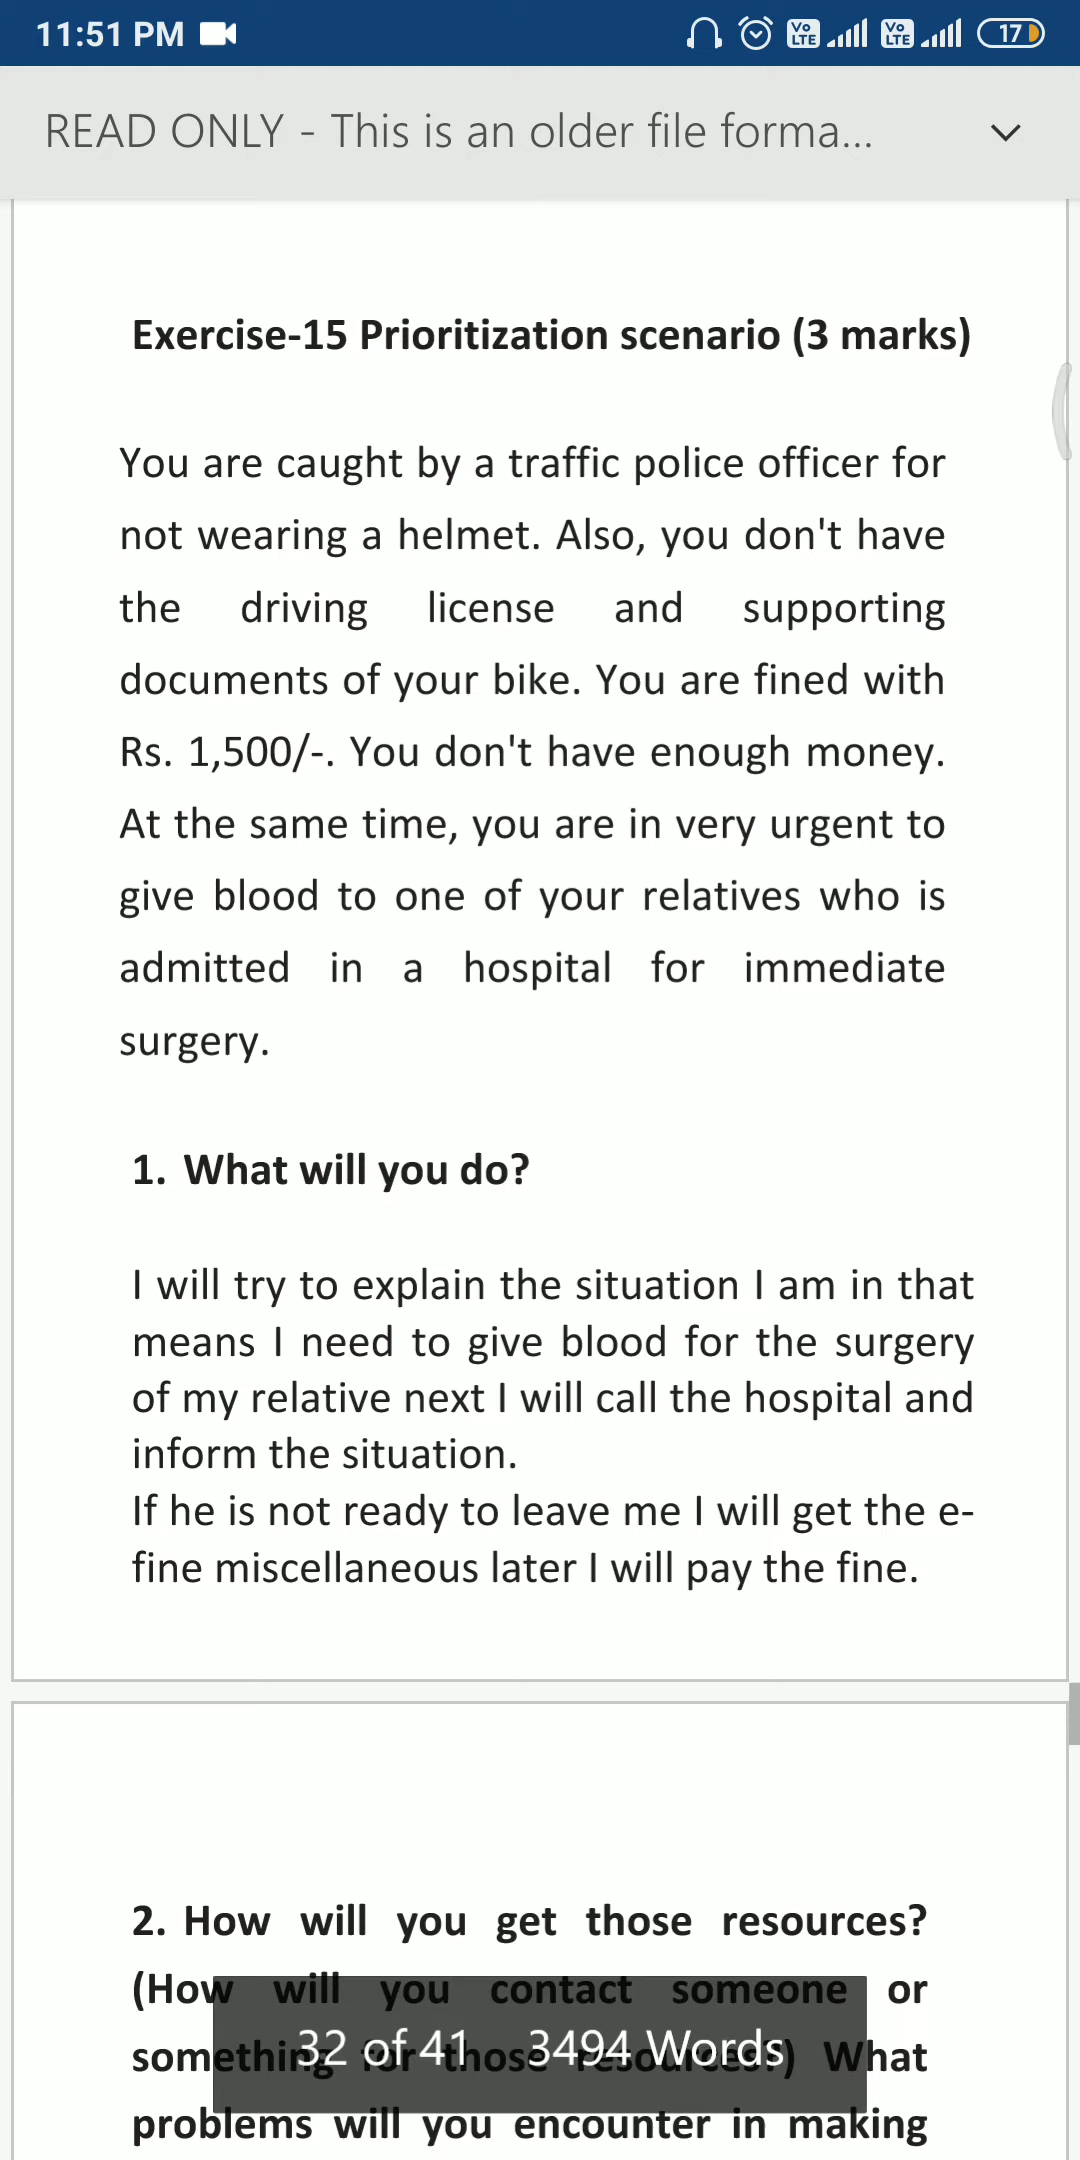 11:51 PM
Vo LTE
Vo LTE
17
READ ONLY - This is an older file forma...
Exercise-15 Prioritization scenario (3 marks)
You are caught by a traffic police officer for
not wearing a helmet. Also, you don't have
the driving license and supporting
documents of your bike. You are fined with
Rs. 1,500/-. You don't have enough money.
At the same time, you are in very urgent to
give blood to one of your relatives who is
admitted in a hospital for immediate
surgery.
1. What will you do?
I will try to explain the situation I am in that
means I need to give blood for the surgery
of my relative next I will call the hospital and
inform the situation.
If he is not ready to leave me I will get the e-
fine miscellaneous later I will pay the fine.
2. How will you get those resources?
(How will you contact someone or
something for those resources?) What
32 of 41 3494 Words
problems will you encounter in making